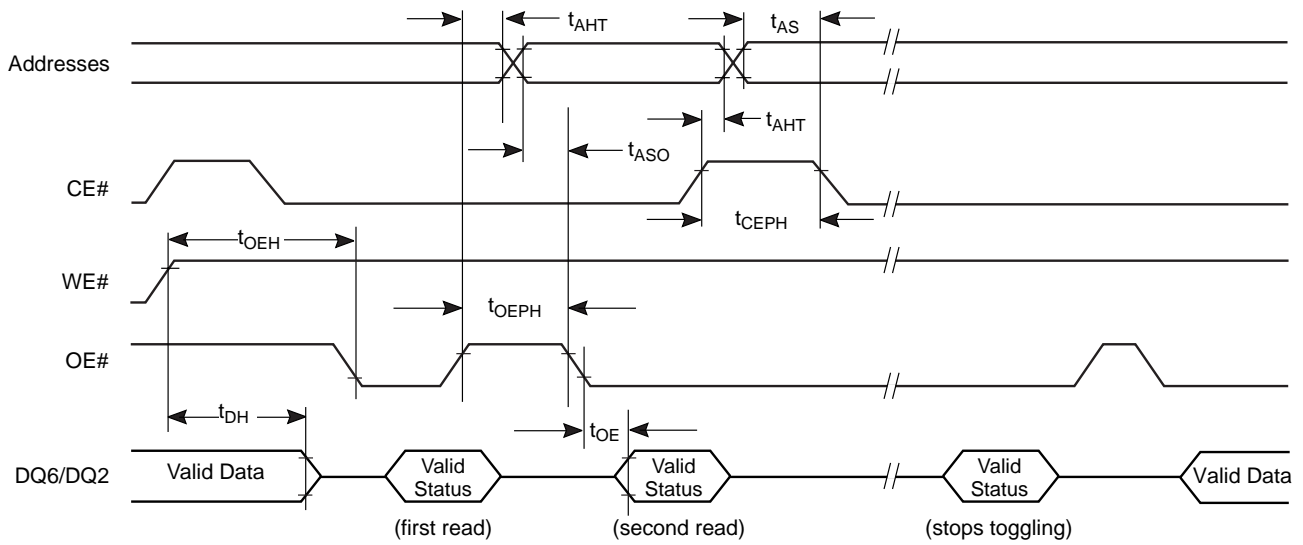 tAHT
tAS
Addresses
tAHT
tASO
CE#
tCEPH
tOEH
WE#
tOEPH
OE#
tDH
tOE
DQ6/DQ2
Valid Data
Valid
Status
Valid
Status
Valid
Status
Valid Data
(first read)
(second read)
(stops toggling)